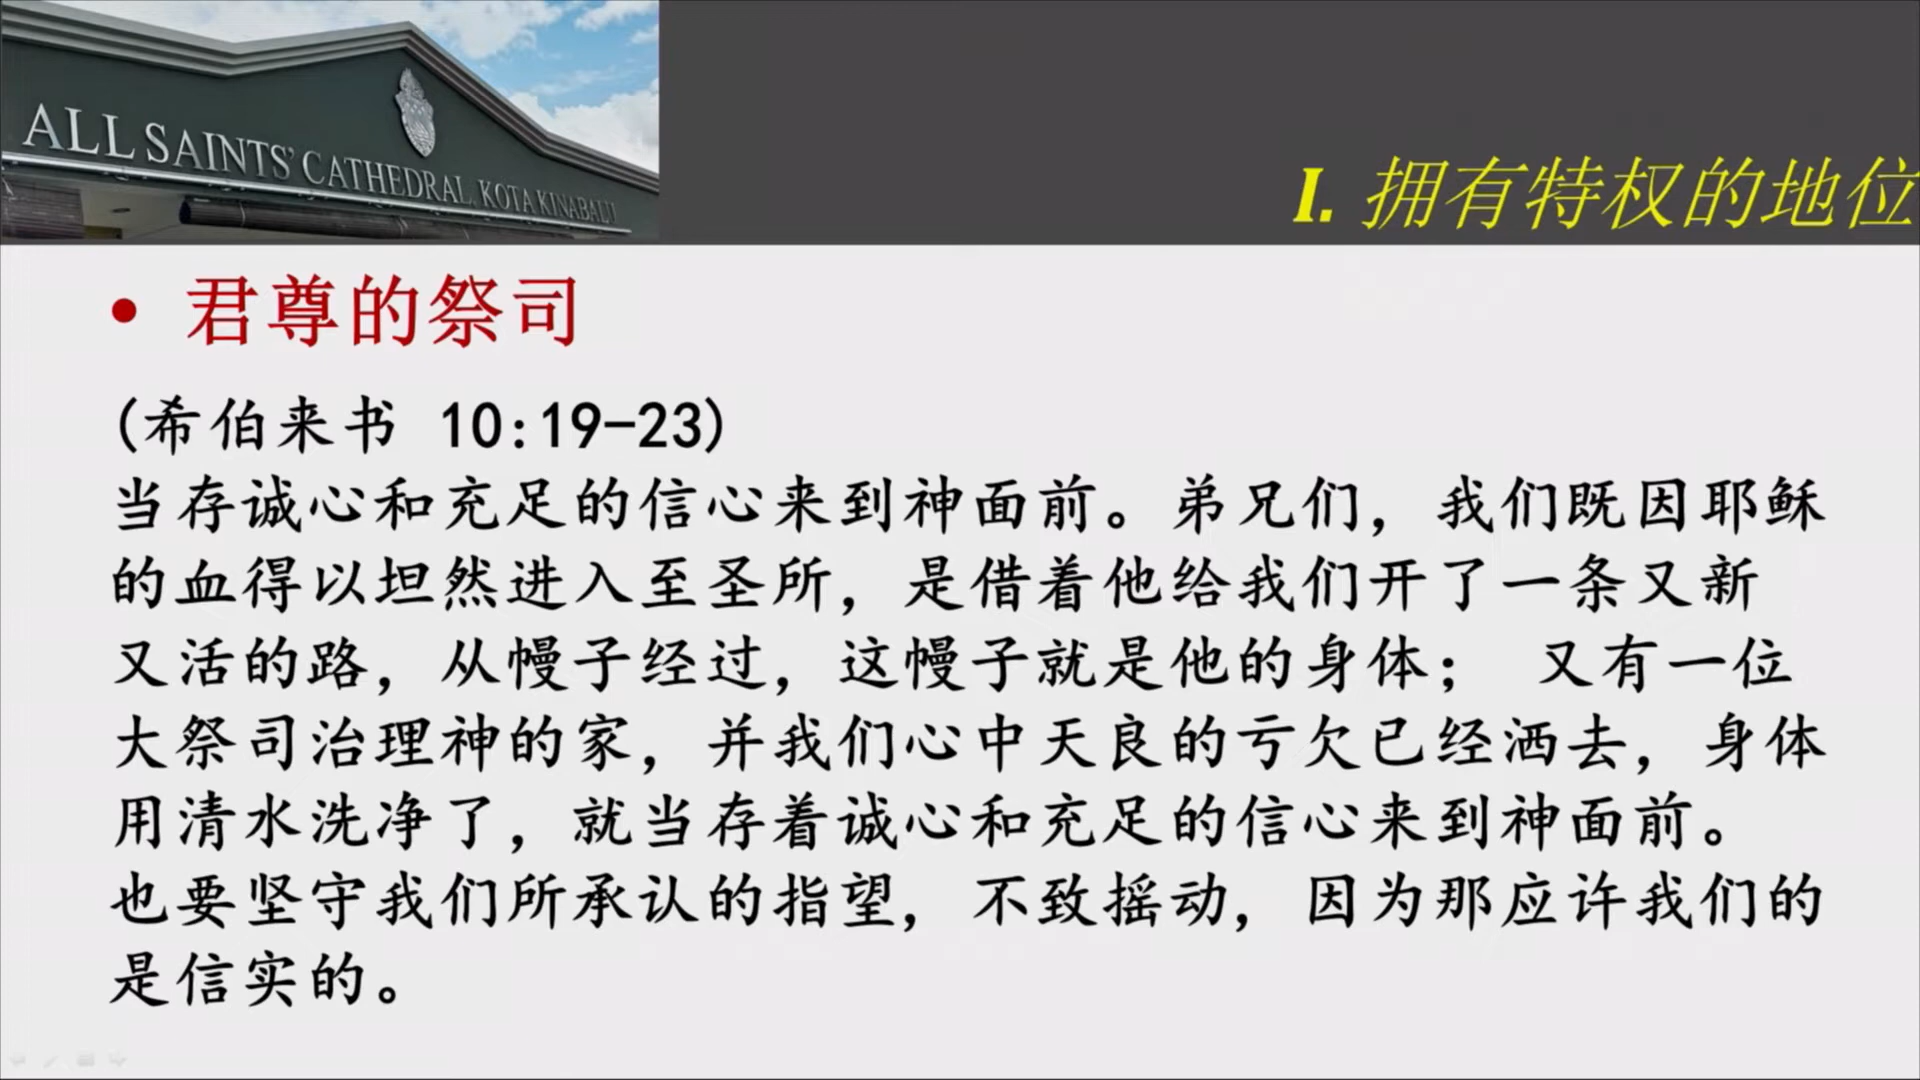 ALL SAINTS' CATHEDRAL KOTA KINABALU
I. 拥有特权的地位
• 君尊的祭司
(希伯来书 10:19-23)
当存诚心和充足的信心来到神面前。弟兄们，我们既因耶稣
的血得以坦然进入至圣所，是借着他给我们开了一条又新
又活的路，从幔子经过，这幔子就是他的身体； 又有一位
大祭司治理神的家，并我们心中天良的亏欠已经洒去，身体
用清水洗净了，就当存着诚心和充足的信心来到神面前。
也要坚守我们所承认的指望，不致摇动，因为那应许我们的
是信实的。